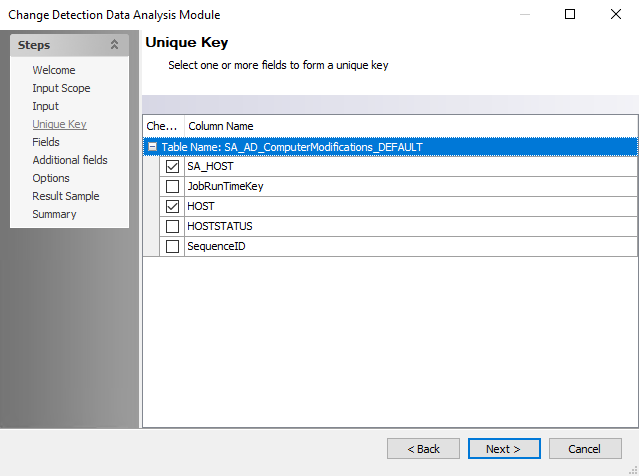 Change Detection Data Analysis Module
Steps
Welcome
Input Scope
Input
Unique Key
Fields
Additional fields
Options
Result Sample
Summary
Unique Key
Select one or more fields to form a unique key
Che... Column Name
Table Name: SA_AD_ComputerModifications_DEFAULT
SA_HOST
JobRunTimeKey
HOST
HOSTSTATUS
SequenceID
< Back Next > Cancel